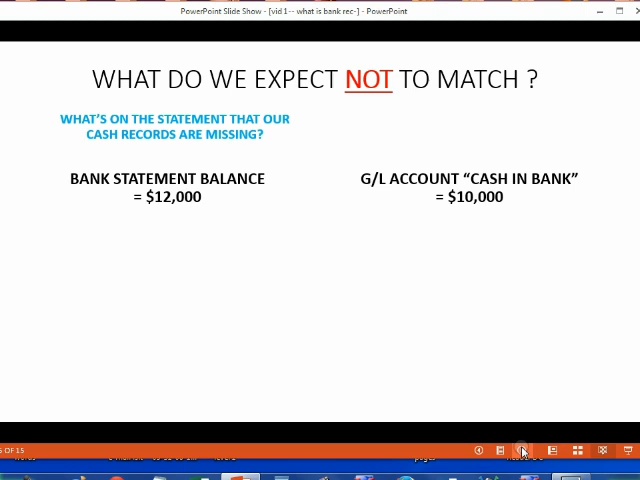 PowerPoint Slide Show - [vid 1-- what is bank rec-] - PowerPoint
WHAT DO WE EXPECT NOT TO MATCH ?
WHAT'S ON THE STATEMENT THAT OUR
CASH RECORDS ARE MISSING?
BANK STATEMENT BALANCE
= $12,000
G/L ACCOUNT “CASH IN BANK”
= $10,000
OF 15